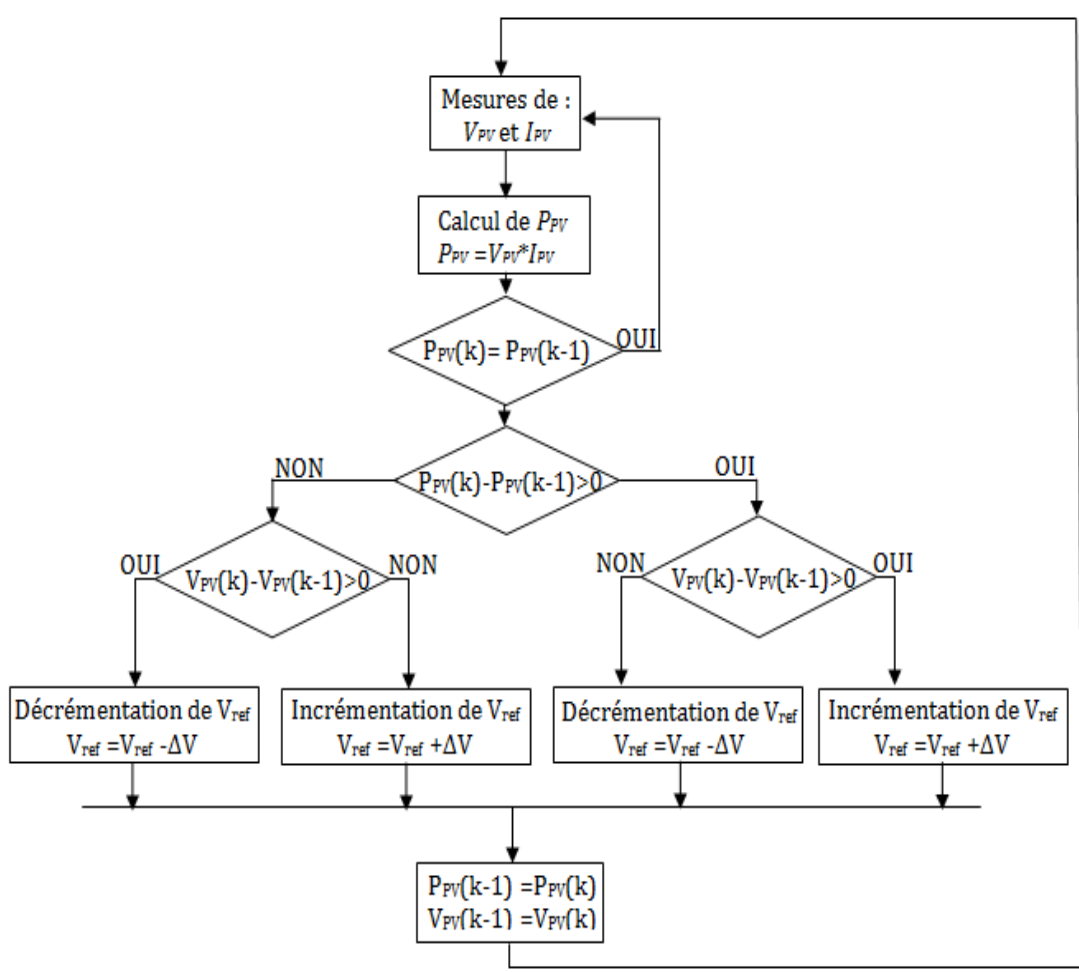 Mesures de :
VPV et IPV
Calcul de PPV
PPV =VPV*IPV
PPV(k)= PPV(k-1)
OUI
NON
PPV(k)-PPV(k-1)>0
OUI
OUI
VPV(k)-VPV(k-1)>0
NON
NON
VPV(k)-VPV(k-1)>0
OUI
Décrémentation de Vref
Vref =Vref -ΔV
Incrémentation de Vref
Vref =Vref +ΔV
Décrémentation de Vref
Vref =Vref -ΔV
Incrémentation de Vref
Vref =Vref +ΔV
PPV(k-1) =PPV(k)
VPV(k-1) =VPV(k)